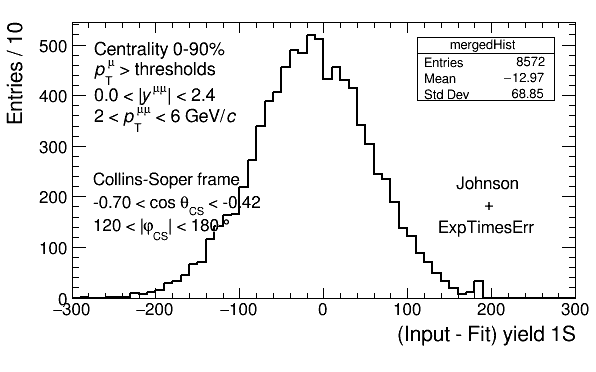 Entries / 10
500
400
300
200
100
0
Centrality 0-90%
p_T^μ > thresholds
0.0 < |y^μμ| < 2.4
2 < p_T^μμ < 6 GeV/c
mergedHist
Entries 8572
Mean −12.97
Std Dev 68.85
Collins-Soper frame
-0.70 < cos θ_CS < -0.42
120 < |φ_CS| < 180 °
Johnson
+
ExpTimesErr
−300 −200 −100 0 100 200 300
(Input - Fit) yield 1S